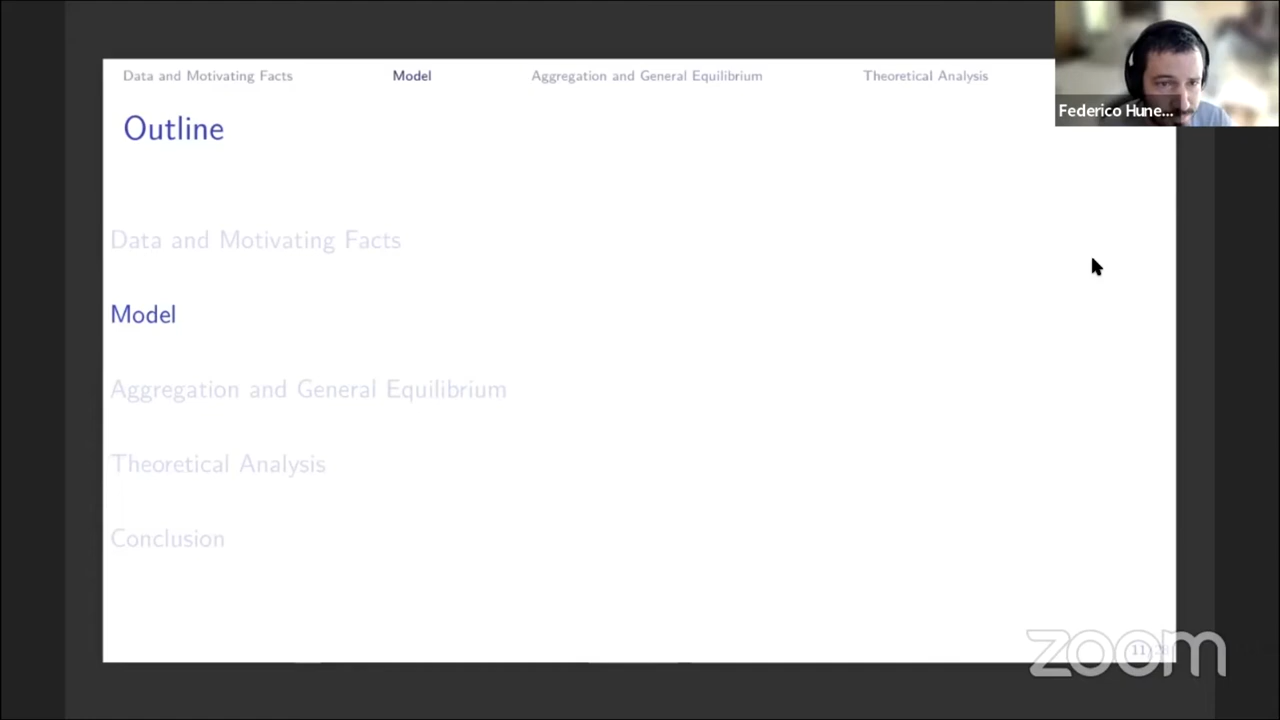 Data and Motivating Facts Model Aggregation and General Equilibrium Theoretical Analysis
Federico Hune...
Outline
Data and Motivating Facts
Model
Aggregation and General Equilibrium
Theoretical Analysis
Conclusion
11
zoom